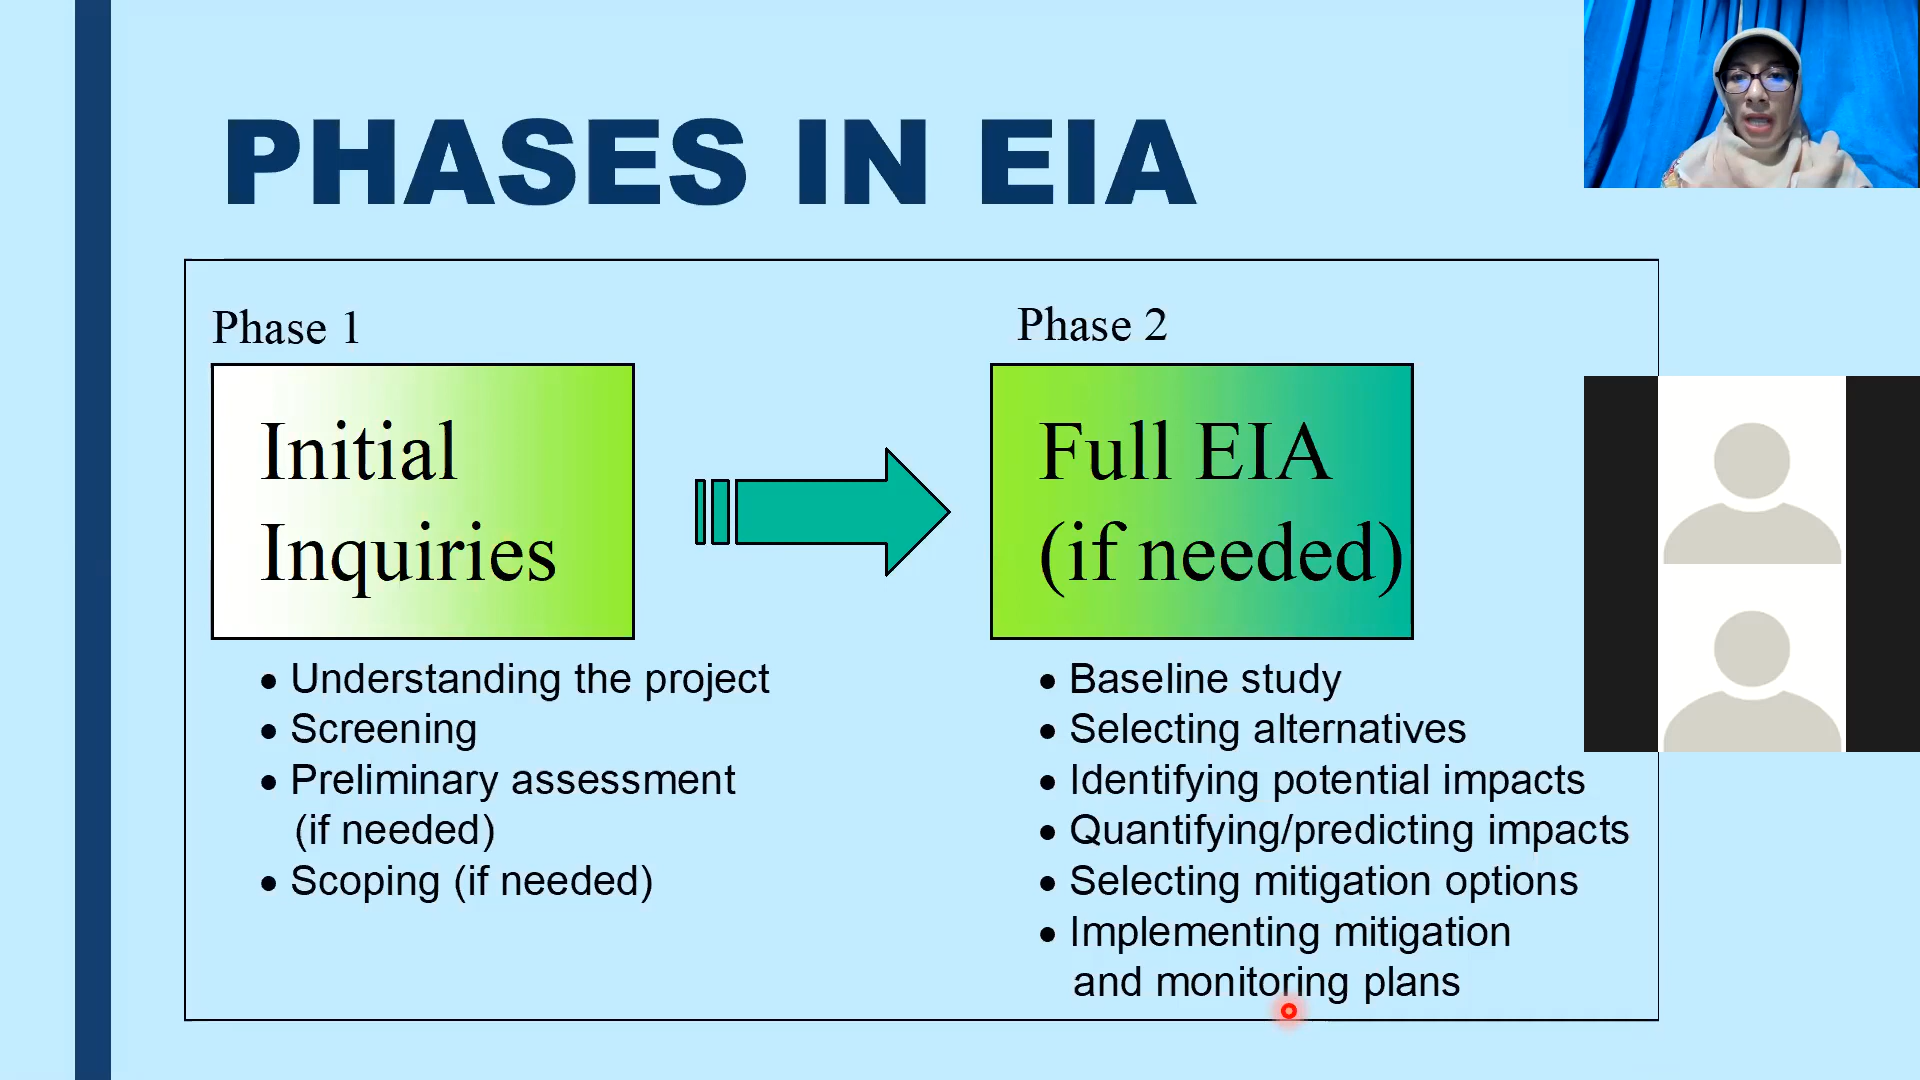 PHASES IN EIA
Phase 1
Initial
Inquiries
• Understanding the project
• Screening
• Preliminary assessment
(if needed)
• Scoping (if needed)
Phase 2
Full EIA
(if needed)
• Baseline study
• Selecting alternatives
• Identifying potential impacts
• Quantifying/predicting impacts
• Selecting mitigation options
• Implementing mitigation
and monitoring plans